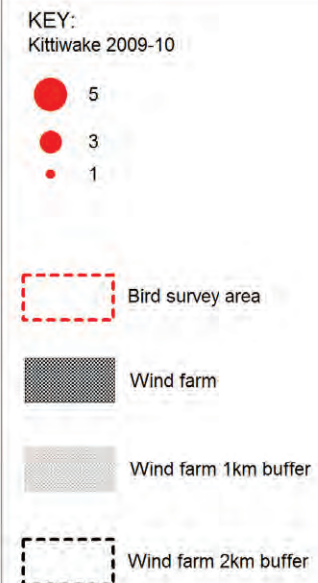 KEY:
Kittiwake 2009-10
5
3
1
Bird survey area
Wind farm
Wind farm 1km buffer
Wind farm 2km buffer